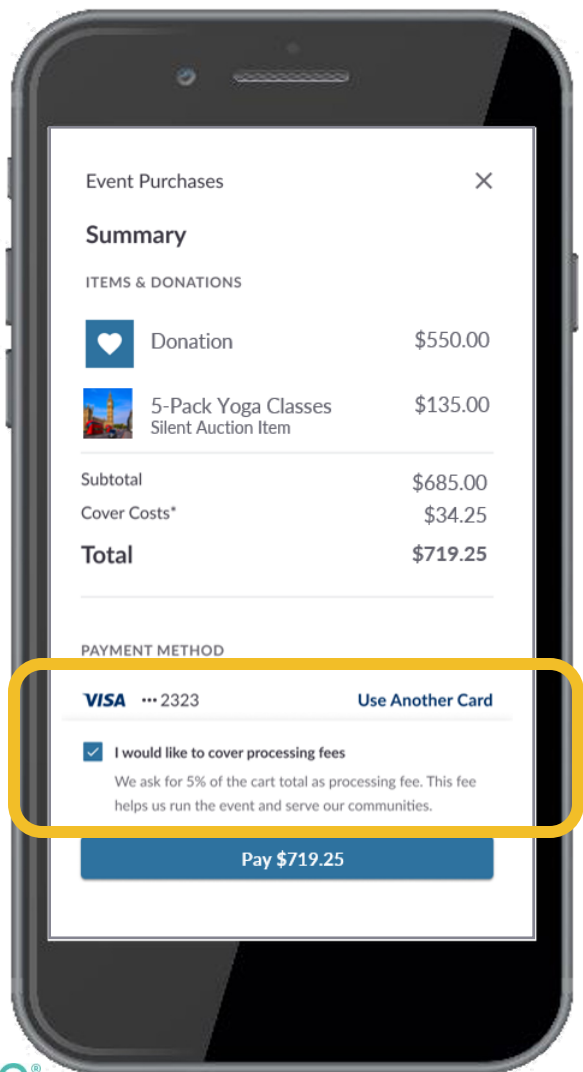 Event Purchases
Summary
ITEMS & DONATIONS
Donation $550.00
5-Pack Yoga Classes $135.00
Silent Auction Item
Subtotal $685.00
Cover Costs* $34.25
Total $719.25
PAYMENT METHOD
VISA ··· 2323 Use Another Card
I would like to cover processing fees
We ask for 5% of the cart total as processing fee. This fee
helps us run the event and serve our communities.
Pay $719.25
®